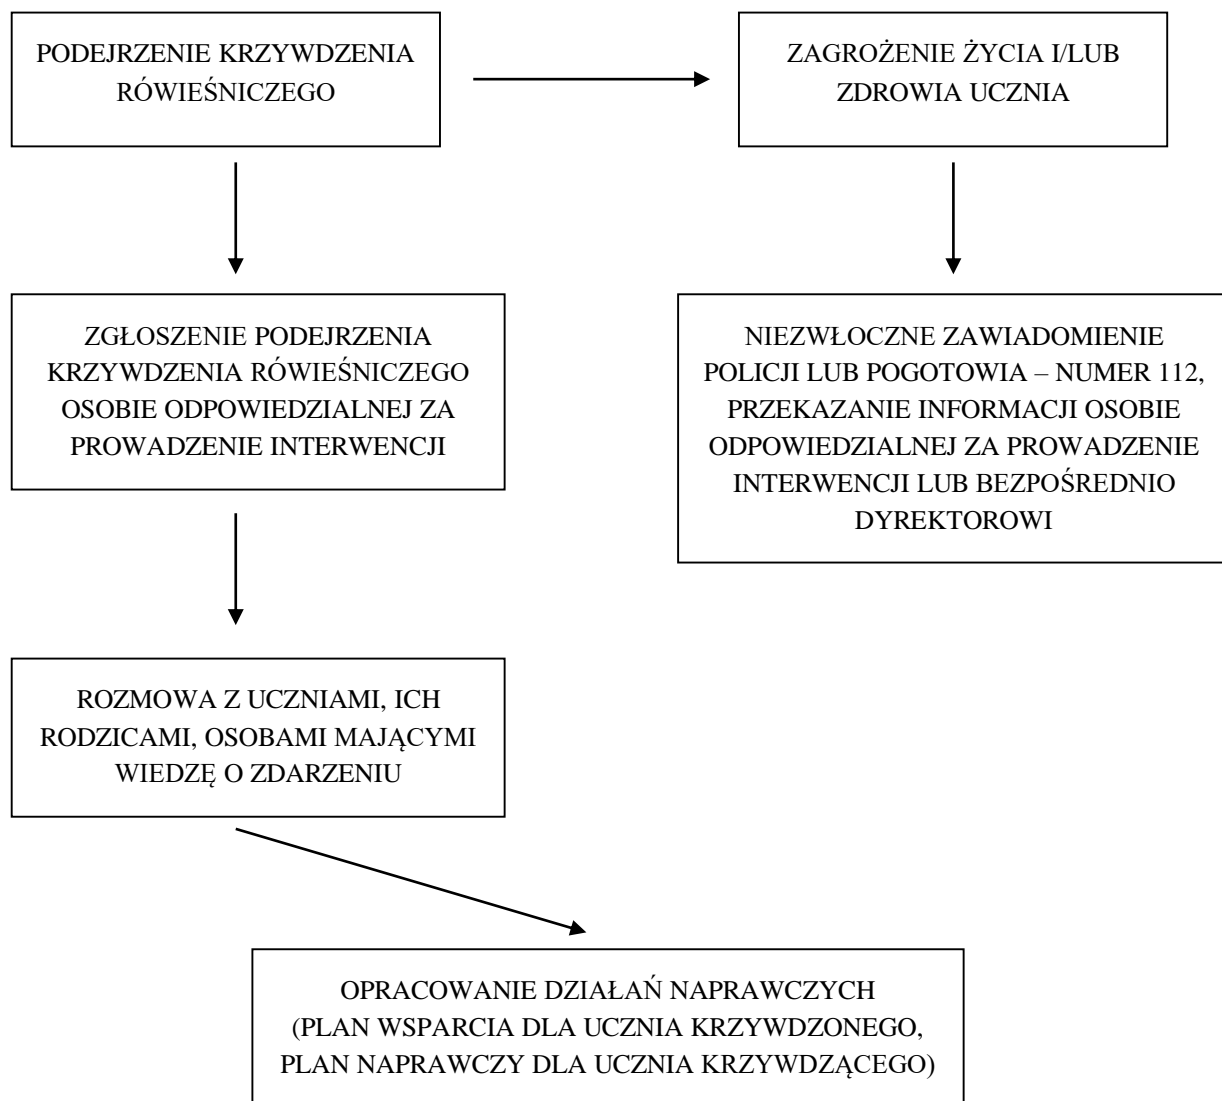 PODEJRZENIE KRZYWDZENIA
RÓWIEŚNICZEGO
ZAGROŻENIE ŻYCIA I/LUB
ZDROWIA UCZNIA
ZGŁOSZENIE PODEJRZENIA
KRZYWDZENIA RÓWIEŚNICZEGO
OSOBIE ODPOWIEDZIALNEJ ZA
PROWADZENIE INTERWENCJI
NIEZWŁOCZNE ZAWIADOMIENIE
POLICJI LUB POGOTOWIA – NUMER 112,
PRZEKAZANIE INFORMACJI OSOBIE
ODPOWIEDZIALNEJ ZA PROWADZENIE
INTERWENCJI LUB BEZPOŚREDNIO
DYREKTOROWI
ROZMOWA Z UCZNIAMI, ICH
RODZICAMI, OSOBAMI MAJĄCYMI
WIEDZĘ O ZDARZENIU
OPRACOWANIE DZIAŁAŃ NAPRAWCZYCH
(PLAN WSPARCIA DLA UCZNIA KRZYWDZONEGO,
PLAN NAPRAWCZY DLA UCZNIA KRZYWDZĄCEGO)